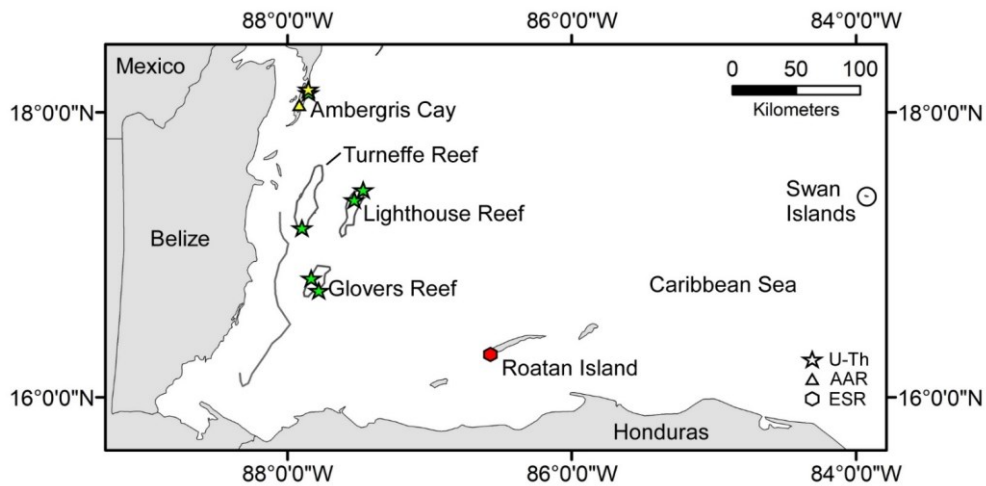 88°0'0"W 86°0'0"W 84°0'0"W
Mexico
0 50 100
Kilometers
18°0'0"N
18°0'0"N
Ambergris Cay
Turneffe Reef
Swan
Islands
Lighthouse Reef
Belize
Glovers Reef
Caribbean Sea
Roatan Island
U-Th
AAR
ESR
16°0'0"N
16°0'0"N
Honduras
88°0'0"W 86°0'0"W 84°0'0"W